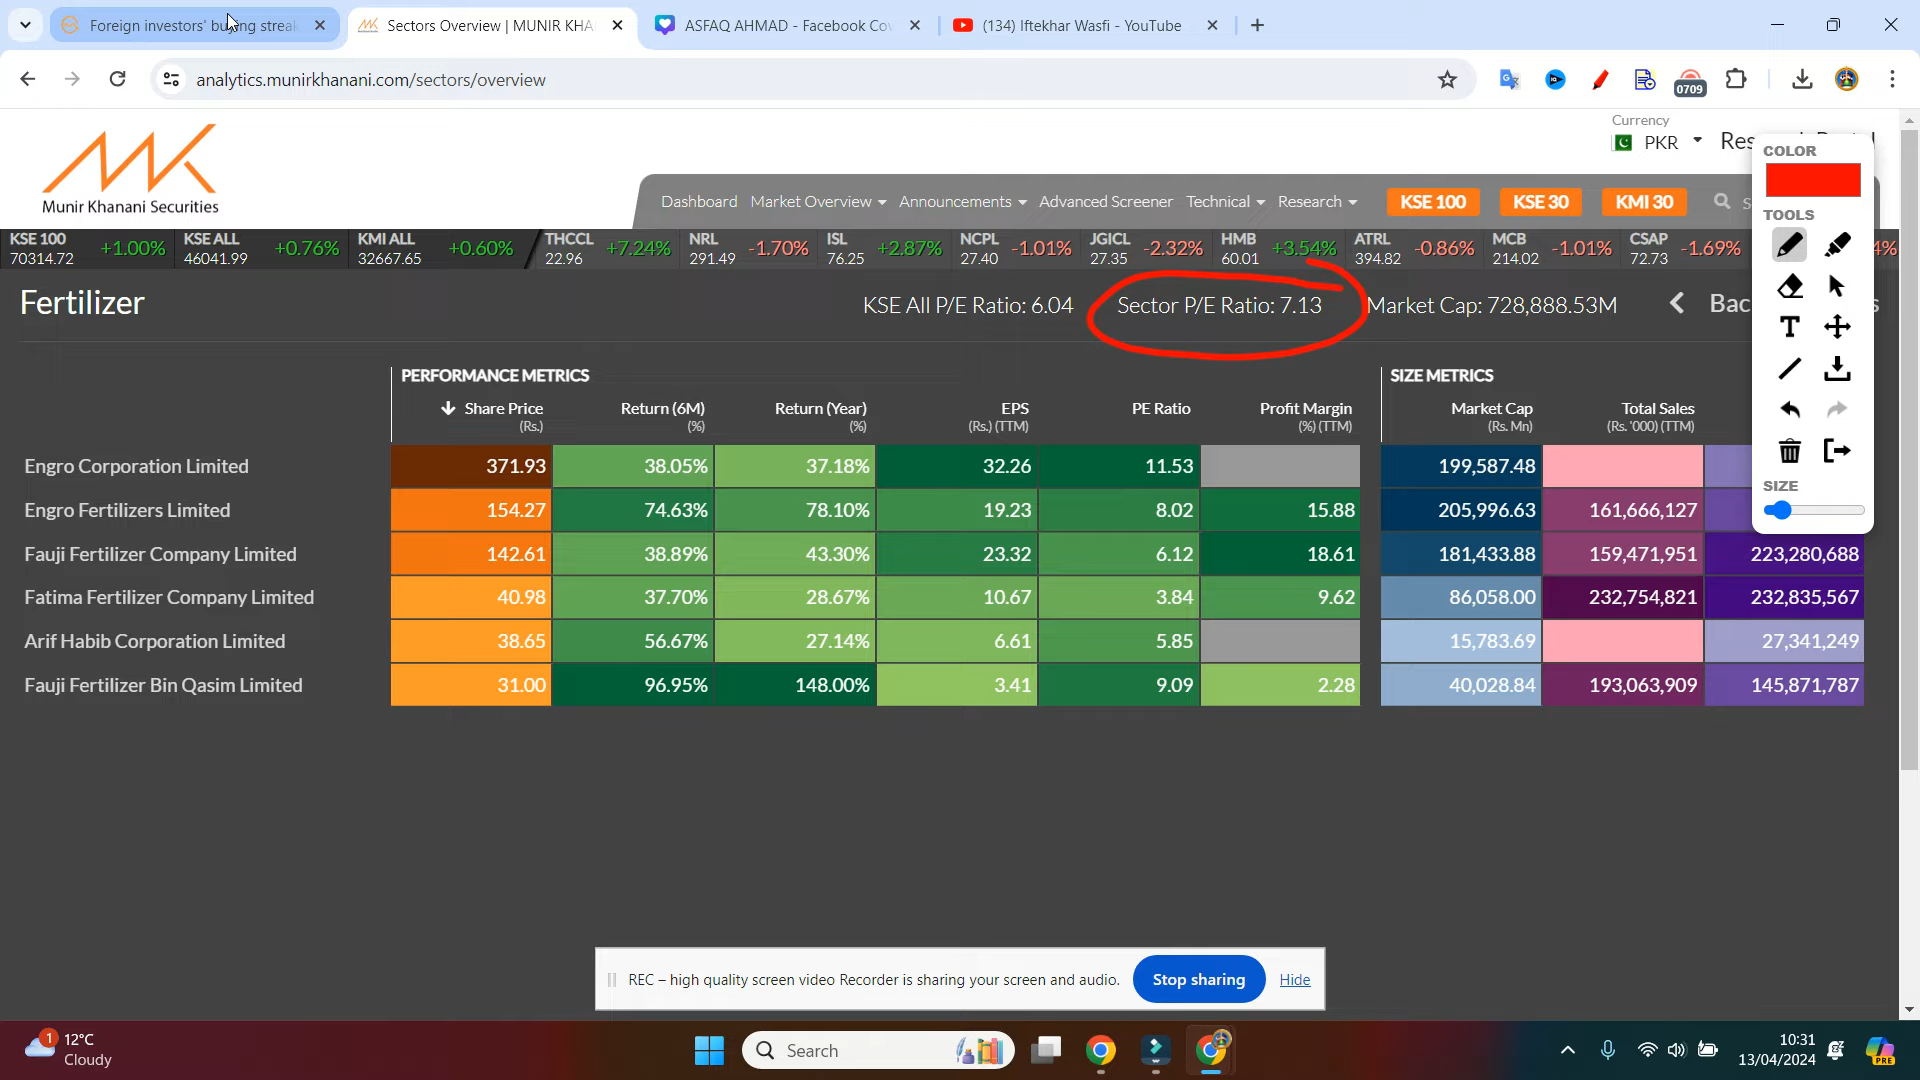 Foreign investors' buying streak
Sectors Overview | MUNIR KHA
ASFAQ AHMAD - Facebook Co
(134) Iftekhar Wasfi - YouTube
analytics.munirkhanani.com/sectors/overview
0709
Munir Khanani Securities
Currency
PKR
COLOR
TOOLS
SIZE
Dashboard Market Overview Announcements Advanced Screener Technical Research KSE 100 KSE 30 KMI 30
KSE 100 70314.72 +1.00%
KSE ALL 46041.99 +0.76%
KMI ALL 32667.65 +0.60%
THCCL 22.96 +7.24%
NRL 291.49 -1.70%
ISL 76.25 +2.87%
NCPL 27.40 -1.01%
JGICL 27.35 -2.32%
HMB 60.01 +3.54%
ATRL 394.82 -0.86%
MCB 214.02 -1.01%
CSAP 72.73 -1.69%
4%
Fertilizer KSE All P/E Ratio: 6.04 Sector P/E Ratio: 7.13 Market Cap: 728,888.53M
PERFORMANCE METRICS SIZE METRICS
Share Price Return (6M) Return (Year) EPS PE Ratio Profit Margin Market Cap Total Sales
(Rs.) (%) (%) (Rs.) (TTM) (%) (TTM) (Rs. Mn) (Rs. '000) (TTM)
Engro Corporation Limited 371.93 38.05% 37.18% 32.26 11.53 199,587.48
Engro Fertilizers Limited 154.27 74.63% 78.10% 19.23 8.02 15.88 205,996.63 161,666,127
Fauji Fertilizer Company Limited 142.61 38.89% 43.30% 23.32 6.12 18.61 181,433.88 159,471,951 223,280,688
Fatima Fertilizer Company Limited 40.98 37.70% 28.67% 10.67 3.84 9.62 86,058.00 232,754,821 232,835,567
Arif Habib Corporation Limited 38.65 56.67% 27.14% 6.61 5.85 15,783.69 27,341,249
Fauji Fertilizer Bin Qasim Limited 31.00 96.95% 148.00% 3.41 9.09 2.28 40,028.84 193,063,909 145,871,787
REC – high quality screen video Recorder is sharing your screen and audio. Stop sharing Hide
1
12°C
Cloudy
Search
10:31
13/04/2024
PRE